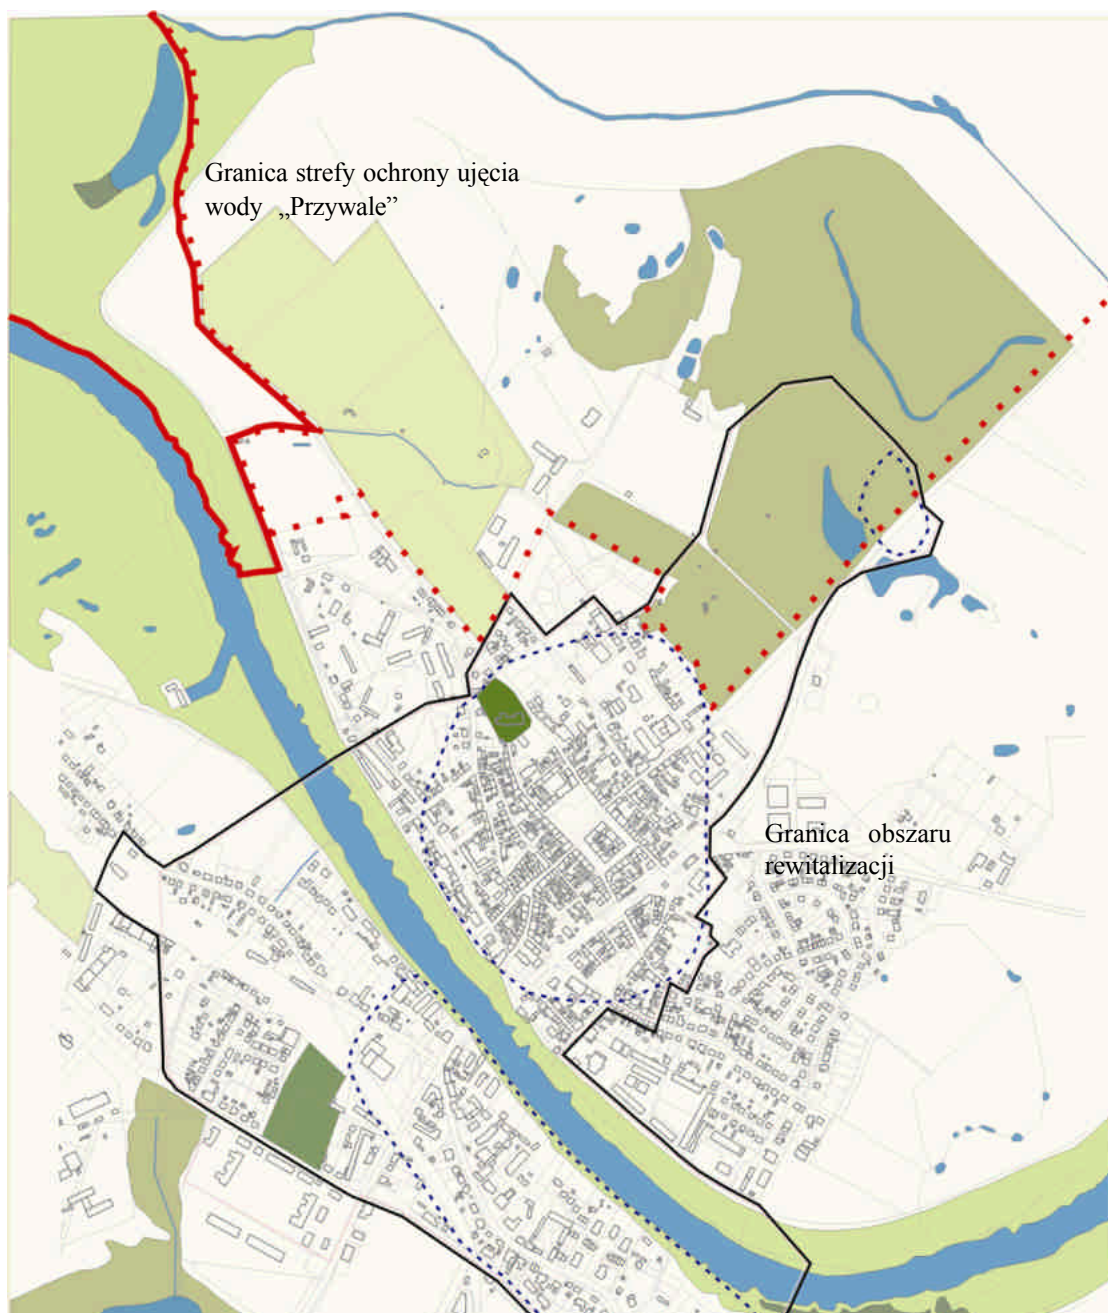 Granica strefy ochrony ujęcia
wody „Przywale”
Granica obszaru
rewitalizacji